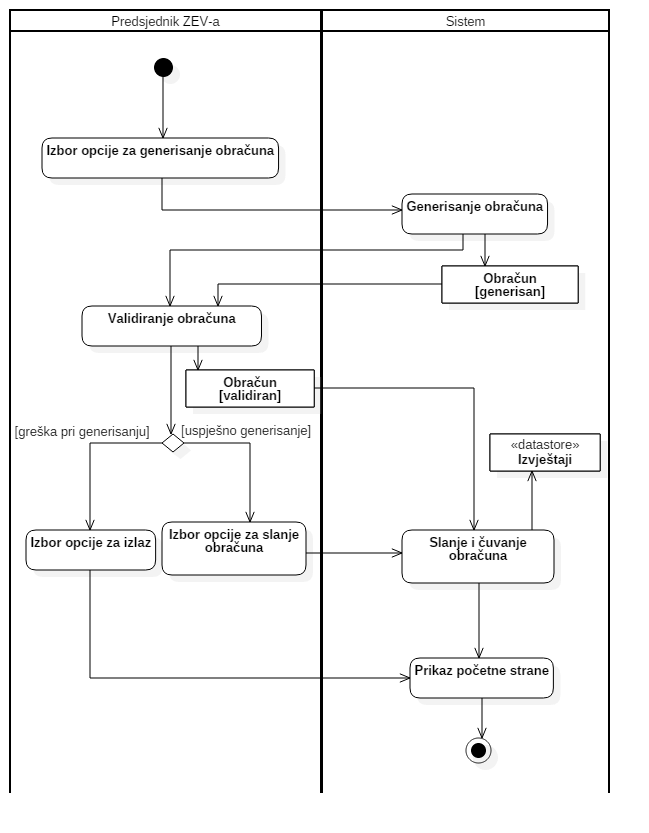 Predsjednik ZEV-a
Sistem
Izbor opcije za generisanje obračuna
Generisanje obračuna
Obračun
[generisan]
Validiranje obračuna
Obračun
[validiran]
[greška pri generisanju]
[uspješno generisanje]
«datastore»
Izvještaji
Izbor opcije za izlaz
Izbor opcije za slanje
obračuna
Slanje i čuvanje
obračuna
Prikaz početne strane